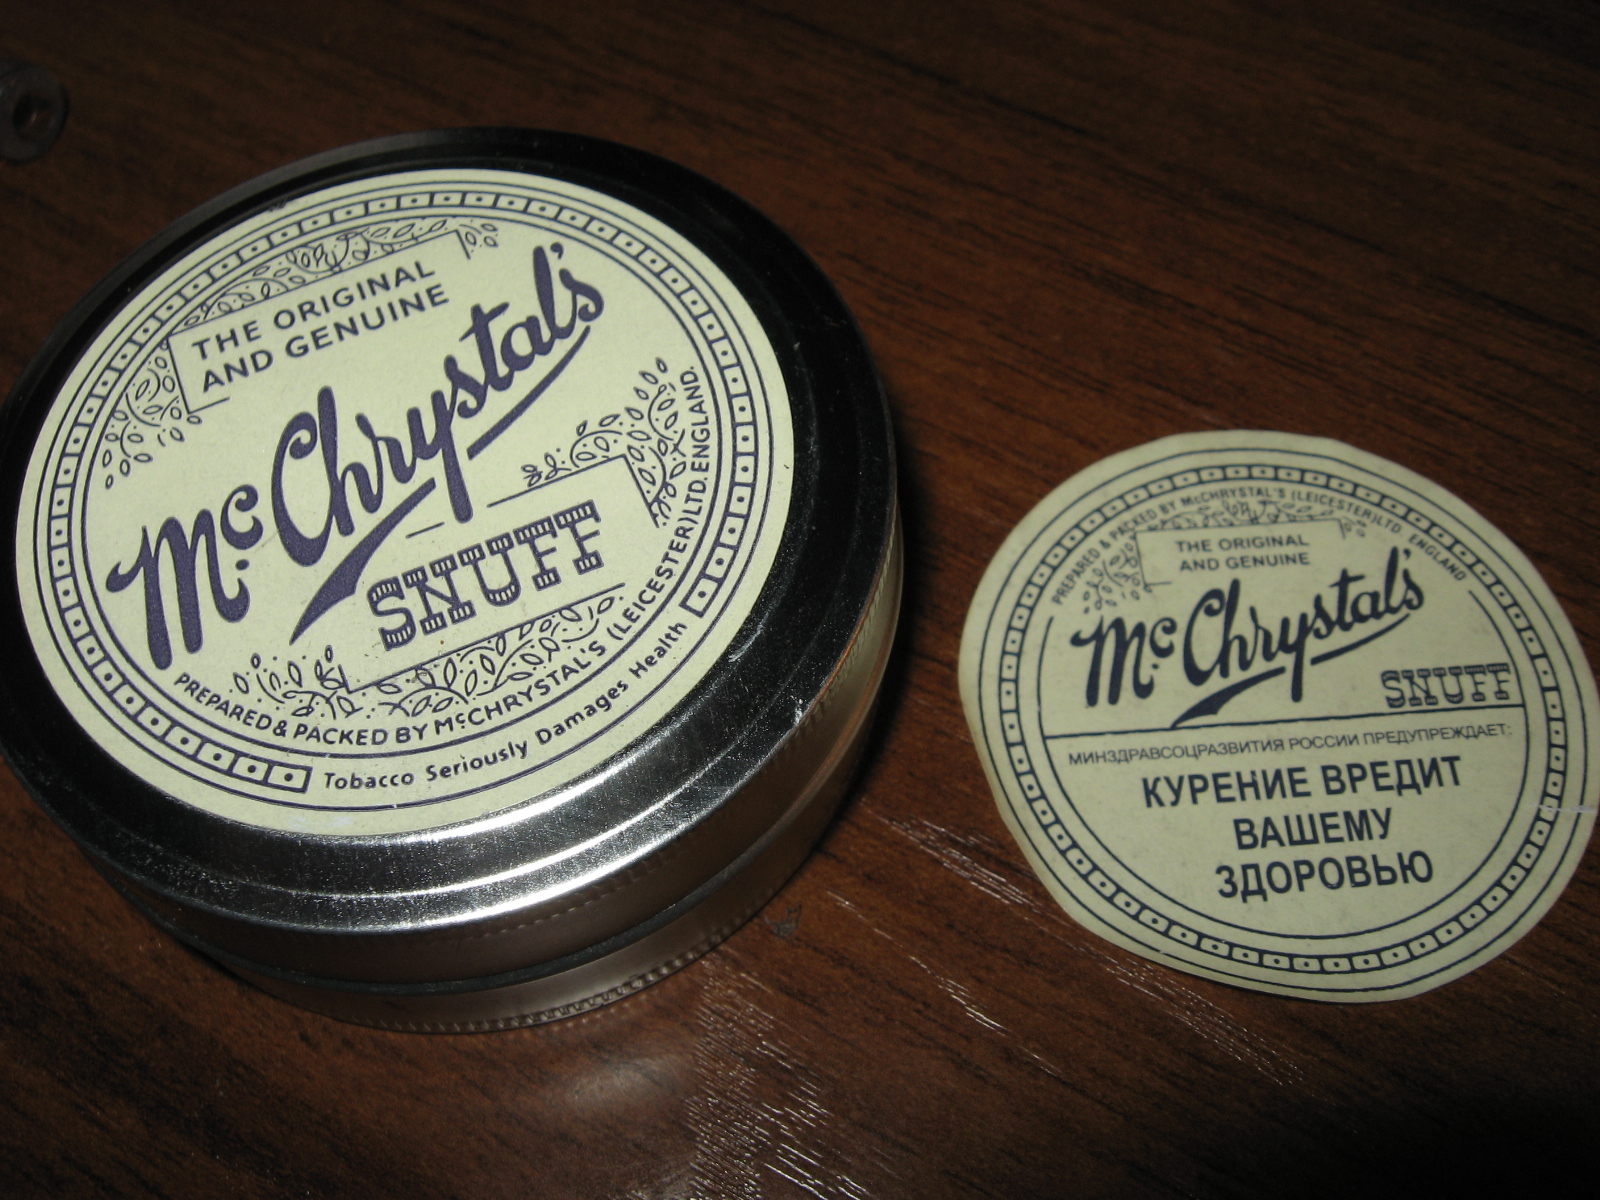 THE ORIGINAL
AND GENUINE
McChrystal's
SNUFF
PREPARED & PACKED BY McCHRYSTAL'S (LEICESTER) LTD. ENGLAND.
Tobacco Seriously Damages Health
PREPARED & PACKED BY McCHRYSTAL'S (LEICESTER) LTD. ENGLAND
THE ORIGINAL
AND GENUINE
McChrystal's
SNUFF
МИНЗДРАВСОЦРАЗВИТИЯ РОССИИ ПРЕДУПРЕЖДАЕТ:
КУРЕНИЕ ВРЕДИТ
ВАШЕМУ
ЗДОРОВЬЮ